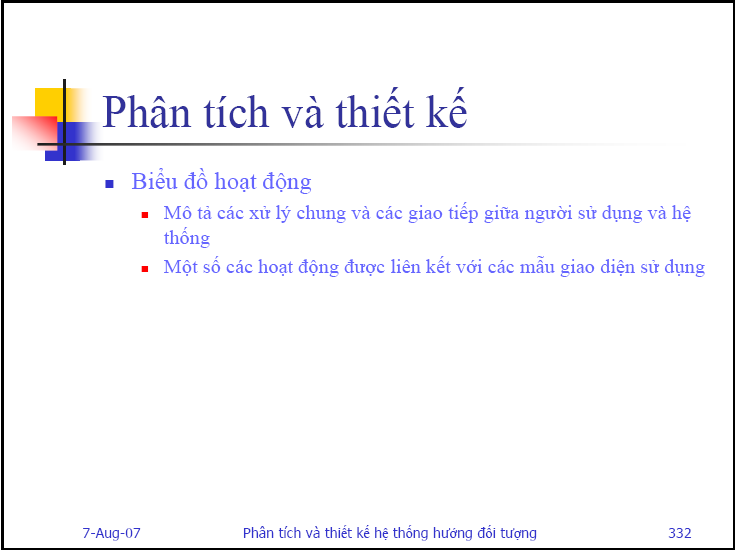 Phân tích và thiết kế
Biểu đồ hoạt động
Mô tả các xử lý chung và các giao tiếp giữa người sử dụng và hệ
thống
Một số các hoạt động được liên kết với các mẫu giao diện sử dụng
7-Aug-07
Phân tích và thiết kế hệ thống hướng đối tượng
332